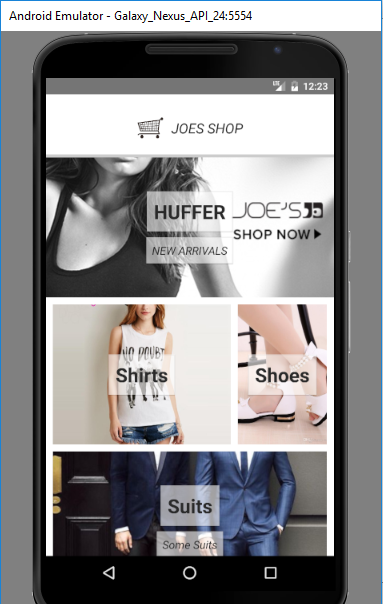 Android Emulator - Galaxy_Nexus_API_24:5554
12:23
JOES SHOP
HUFFER
JOE'S
SHOP NOW
NEW ARRIVALS
NO DOUBT
Shirts
Shoes
Suits
Some Suits